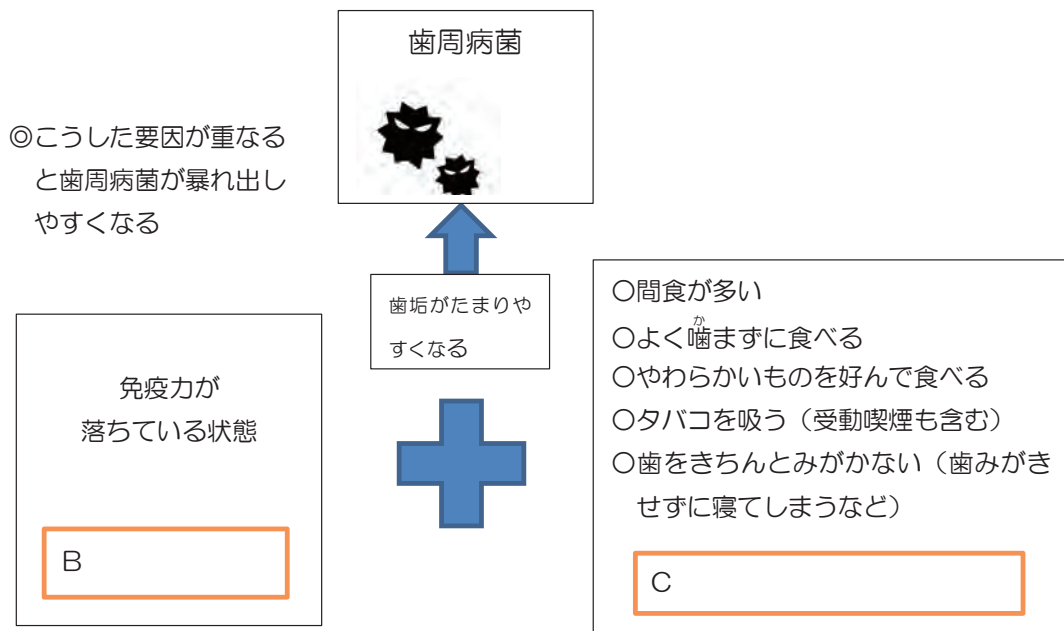 歯周病菌
◎こうした要因が重なる
と歯周病菌が暴れ出し
やすくなる
歯垢がたまりや
すくなる
免疫力が
落ちている状態
B
〇間食が多い
か
〇よく噛まずに食べる
〇やわらかいものを好んで食べる
〇タバコを吸う（受動喫煙も含む）
〇歯をきちんとみがかない（歯みがき
せずに寝てしまうなど）
C